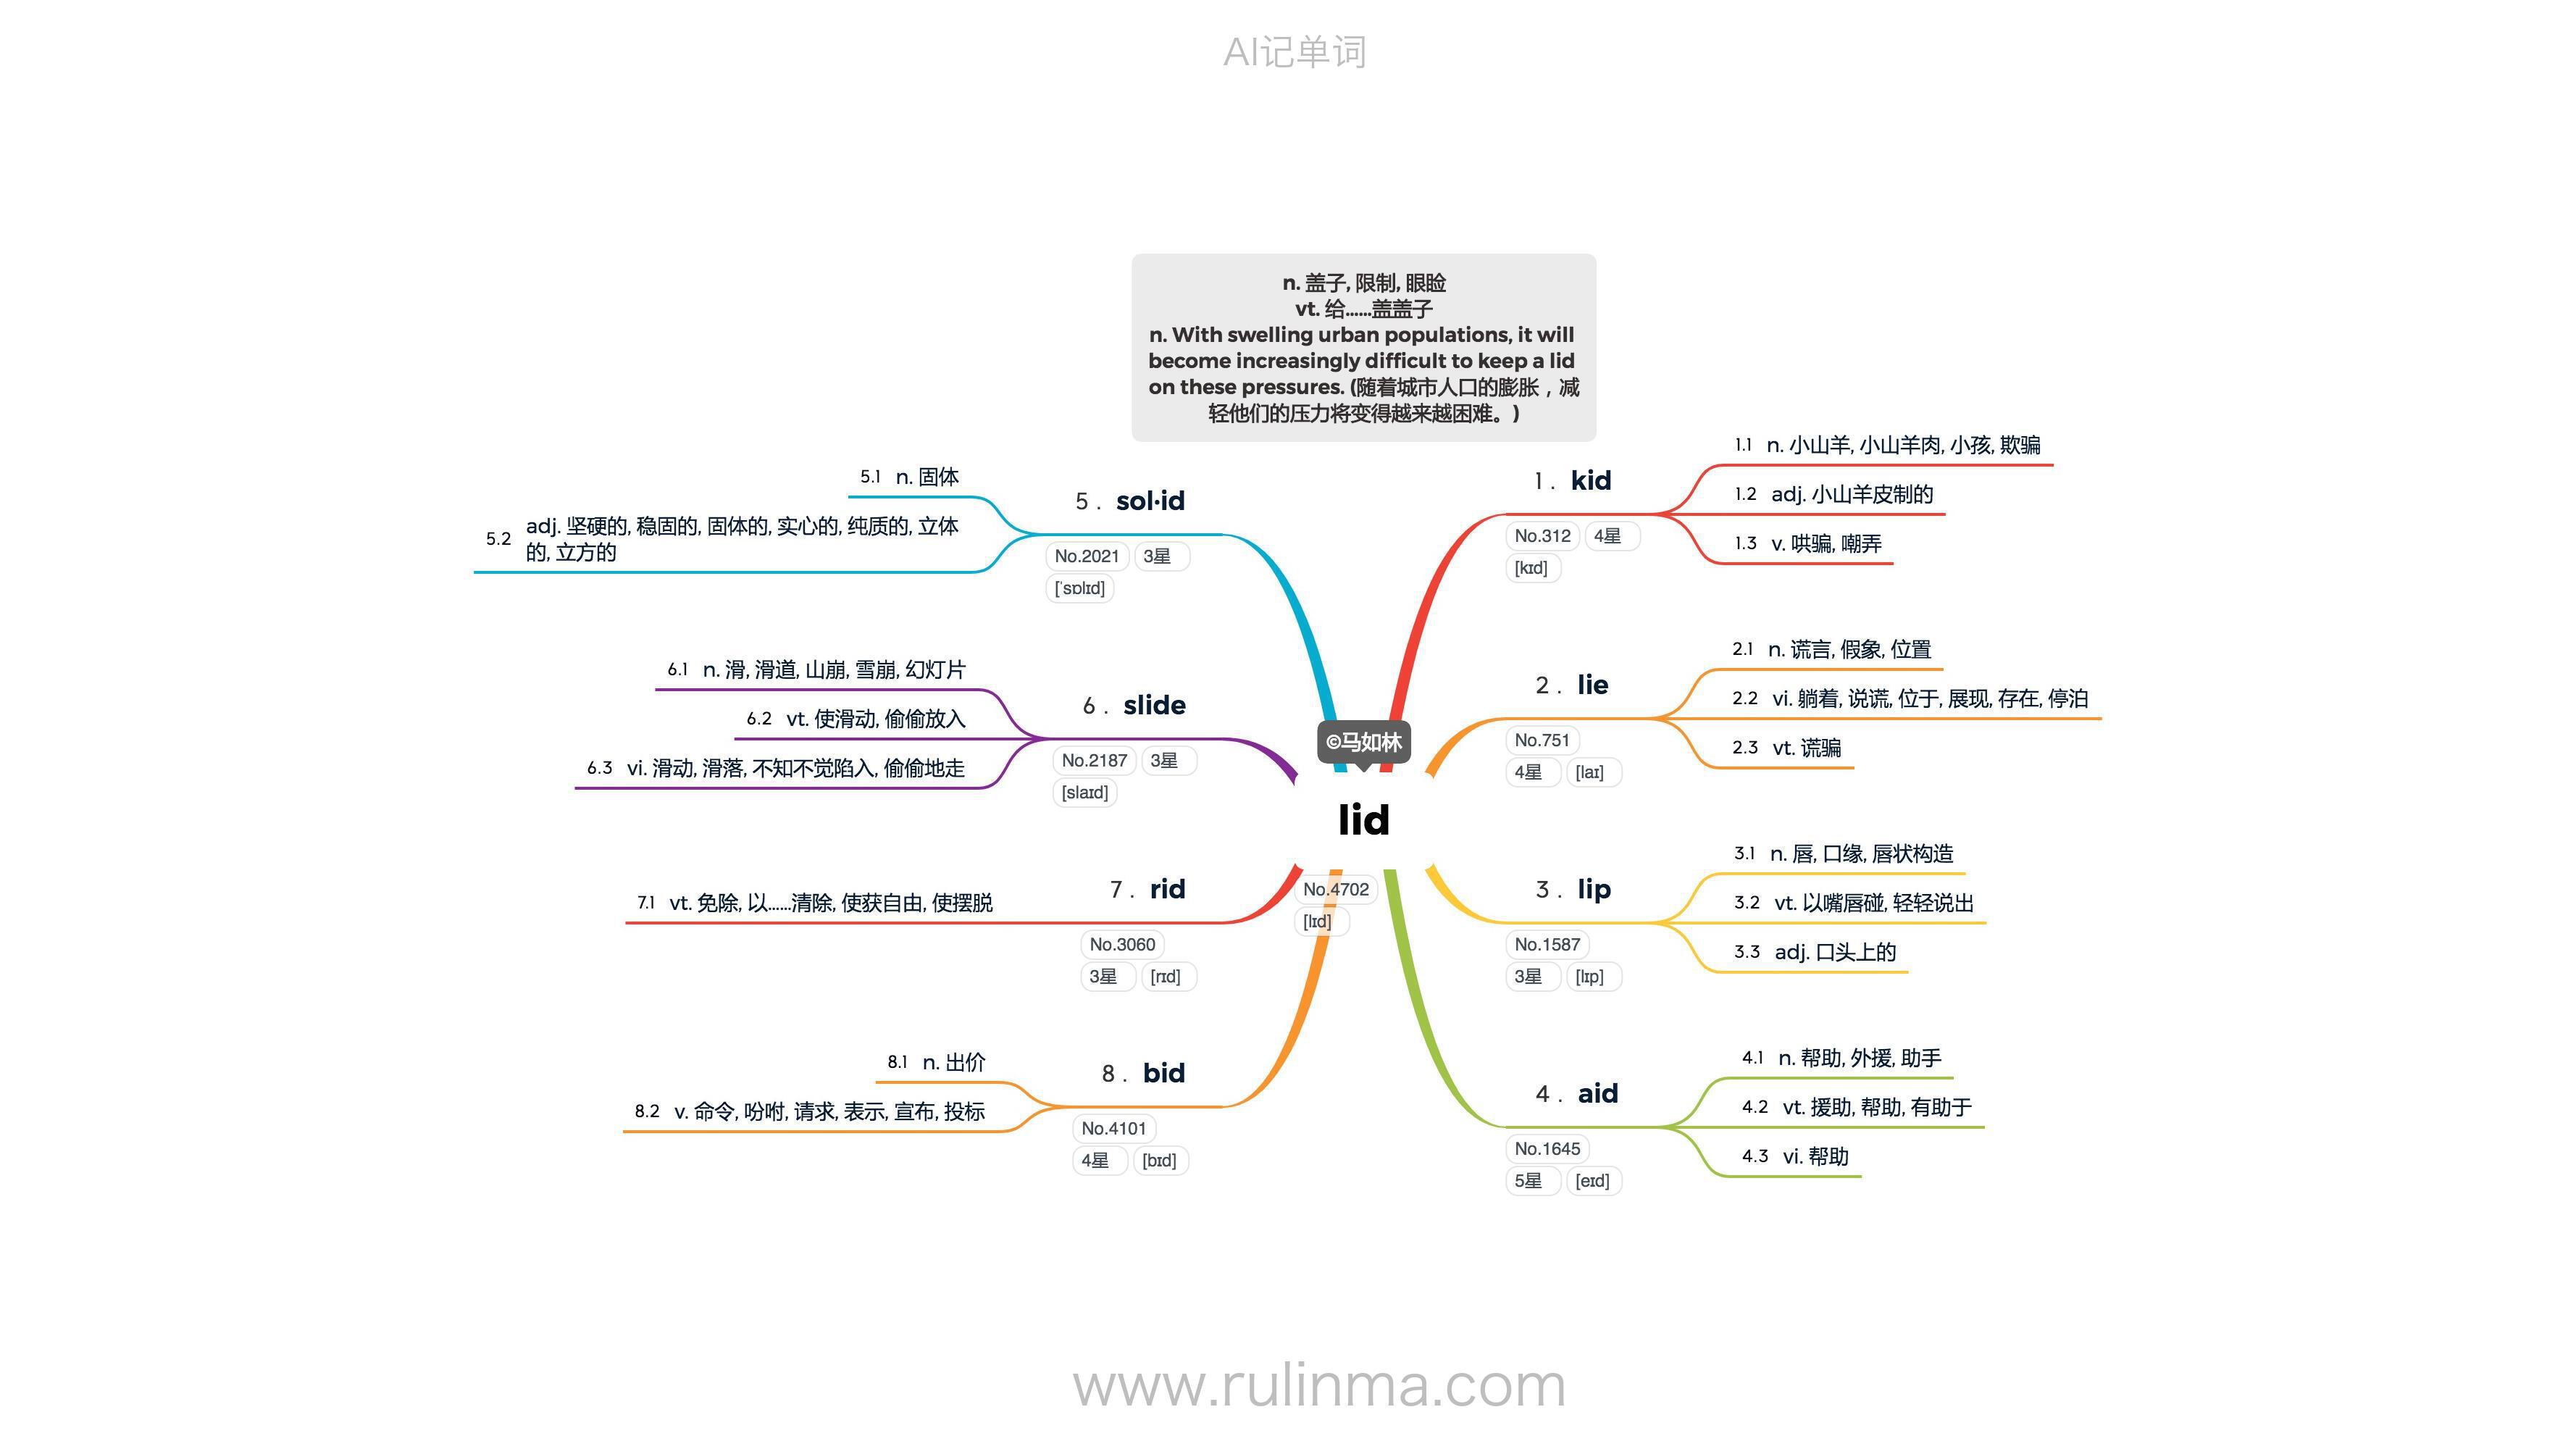 AI记单词
n. 盖子, 限制, 眼睑
vt. 给……盖盖子
n. With swelling urban populations, it will
become increasingly difficult to keep a lid
on these pressures. (随着城市人口的膨胀，减
轻他们的压力将变得越来越困难。)
©马如林
lid
No.4702
[lɪd]
1. kid
No.312 4星
[kɪd]
1.1 n. 小山羊, 小山羊肉, 小孩, 欺骗
1.2 adj. 小山羊皮制的
1.3 v. 哄骗, 嘲弄
2. lie
No.751
4星 [laɪ]
2.1 n. 谎言, 假象, 位置
2.2 vi. 躺着, 说谎, 位于, 展现, 存在, 停泊
2.3 vt. 谎骗
3. lip
No.1587
3星 [lɪp]
3.1 n. 唇, 口缘, 唇状构造
3.2 vt. 以嘴唇碰, 轻轻说出
3.3 adj. 口头上的
4. aid
No.1645
5星 [eɪd]
4.1 n. 帮助, 外援, 助手
4.2 vt. 援助, 帮助, 有助于
4.3 vi. 帮助
5. sol·id
No.2021 3星
[ˈsɒlɪd]
5.1 n. 固体
5.2 adj. 坚硬的, 稳固的, 固体的, 实心的, 纯质的, 立体
的, 立方的
6. slide
No.2187 3星
[slaɪd]
6.1 n. 滑, 滑道, 山崩, 雪崩, 幻灯片
6.2 vt. 使滑动, 偷偷放入
6.3 vi. 滑动, 滑落, 不知不觉陷入, 偷偷地走
7. rid
No.3060
3星 [rɪd]
7.1 vt. 免除, 以……清除, 使获自由, 使摆脱
8. bid
No.4101
4星 [bɪd]
8.1 n. 出价
8.2 v. 命令, 吩咐, 请求, 表示, 宣布, 投标
www.rulinma.com